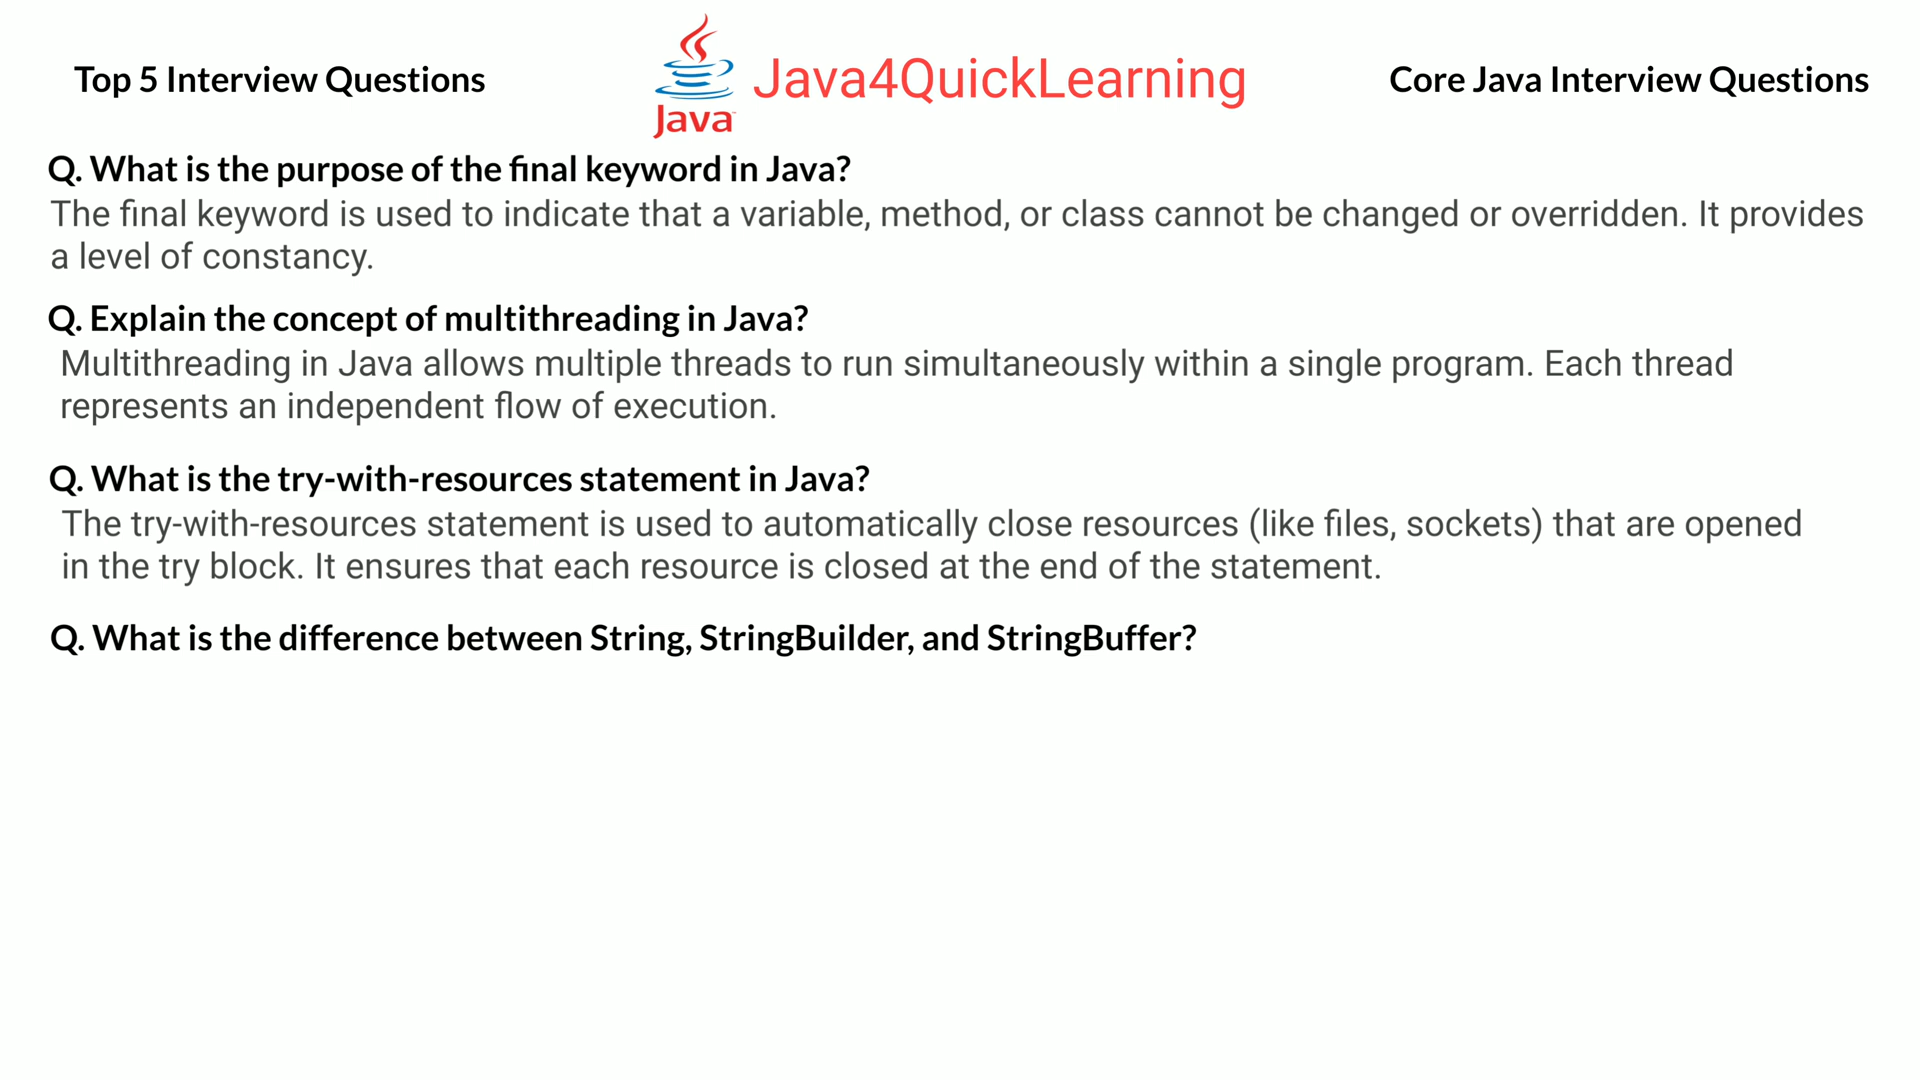 Top 5 Interview Questions
Java
Java4QuickLearning
Core Java Interview Questions
Q. What is the purpose of the final keyword in Java?
The final keyword is used to indicate that a variable, method, or class cannot be changed or overridden. It provides
a level of constancy.
Q. Explain the concept of multithreading in Java?
Multithreading in Java allows multiple threads to run simultaneously within a single program. Each thread
represents an independent flow of execution.
Q. What is the try-with-resources statement in Java?
The try-with-resources statement is used to automatically close resources (like files, sockets) that are opened
in the try block. It ensures that each resource is closed at the end of the statement.
Q. What is the difference between String, StringBuilder, and StringBuffer?